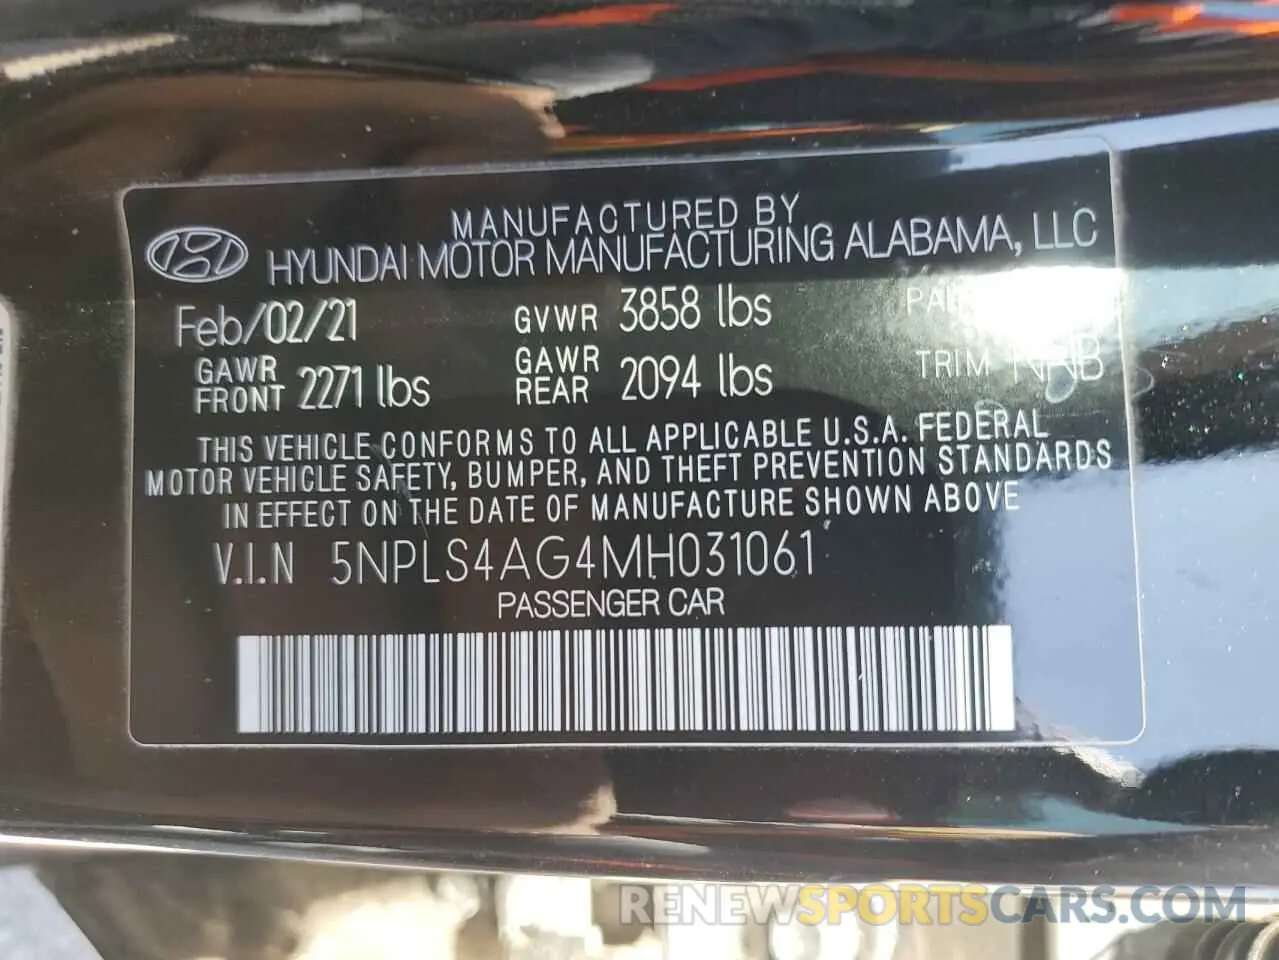 MANUFACTURED BY
HYUNDAI MOTOR MANUFACTURING ALABAMA, LLC
Feb/02/21 GVWR 3858 lbs
GAWR FRONT 2271 lbs GAWR REAR 2094 lbs TRIM NNB
THIS VEHICLE CONFORMS TO ALL APPLICABLE U.S.A. FEDERAL
MOTOR VEHICLE SAFETY, BUMPER, AND THEFT PREVENTION STANDARDS
IN EFFECT ON THE DATE OF MANUFACTURE SHOWN ABOVE
V.I.N 5NPLS4AG4MH031061
PASSENGER CAR
RENEWSPORTSCARS.COM